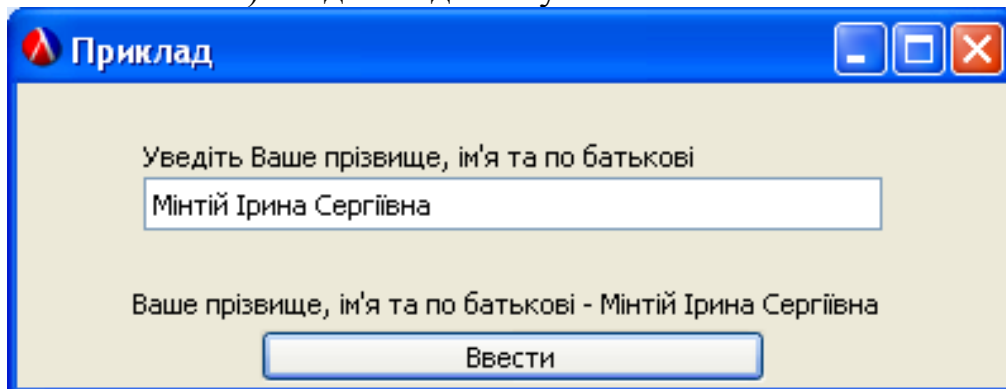 Приклад
Уведіть Ваше прізвище, ім'я та по батькові
Мінтій Ірина Сергіївна
Ваше прізвище, ім'я та по батькові - Мінтій Ірина Сергіївна
Ввести